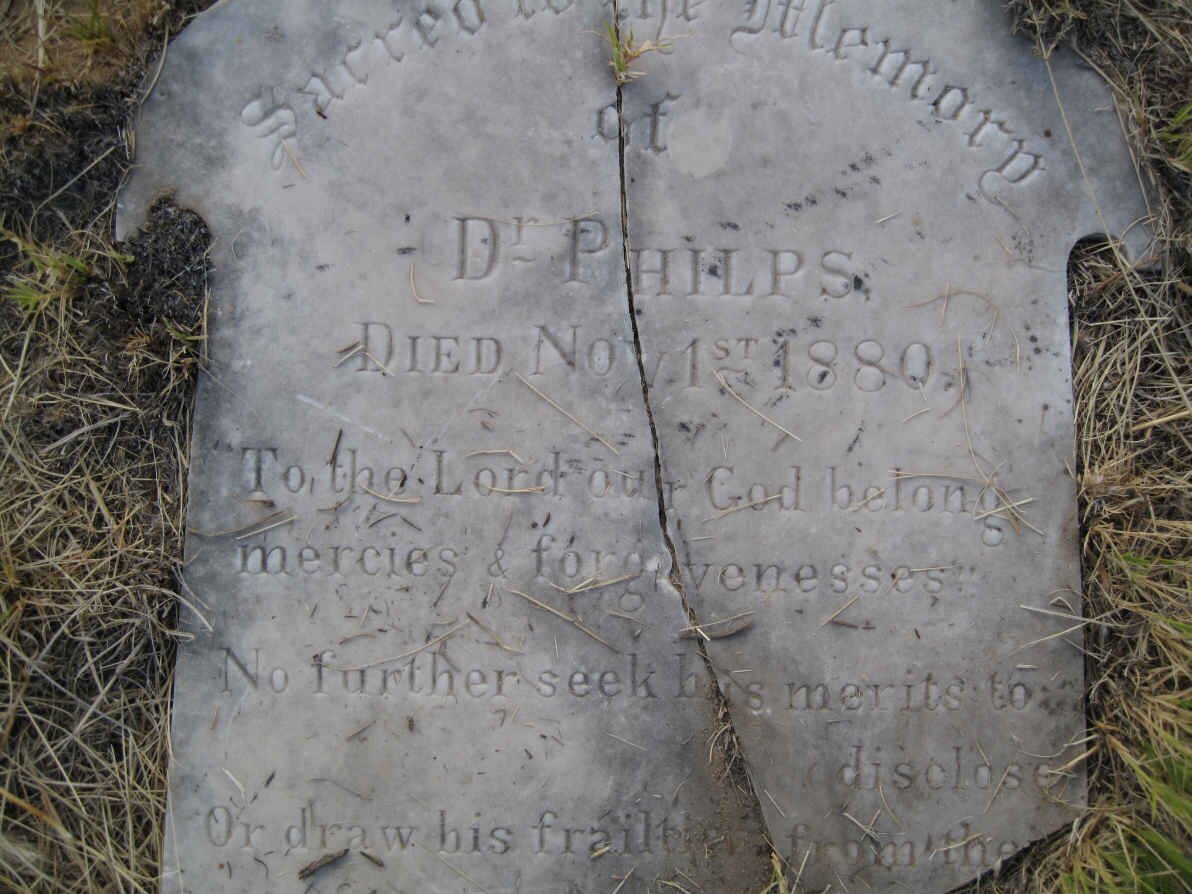 Sacred to the Memory
of
Dr. PHILPS.
DIED NOV 1ST 1880.
"To the Lord our God belong
mercies & forgivenesses"
No further seek his merits to
disclose
Or draw his frailties from the